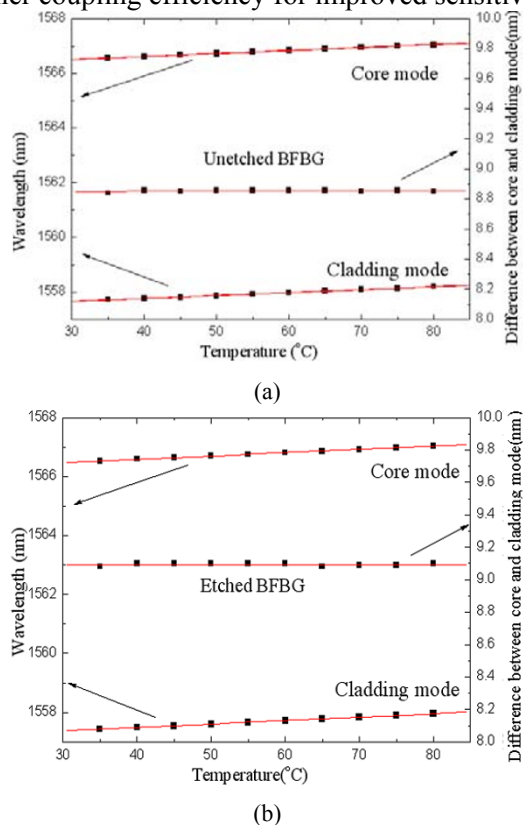 coupling efficiency for improved sensitiv
1568
1566
1564
1562
1560
1558
Wavelength (nm)
Core mode
Unetched BFBG
Cladding mode
10.0
9.8
9.6
9.4
9.2
9.0
8.8
8.6
8.4
8.2
8.0
Difference between core and cladding mode(nm)
30 40 50 60 70 80
Temperature (°C)
(a)
1568
1566
1564
1562
1560
1558
Wavelength (nm)
Core mode
Etched BFBG
Cladding mode
10.0
9.8
9.6
9.4
9.2
9.0
8.8
8.6
8.4
8.2
8.0
Difference between core and cladding mode(nm)
30 40 50 60 70 80
Temperature(°C)
(b)